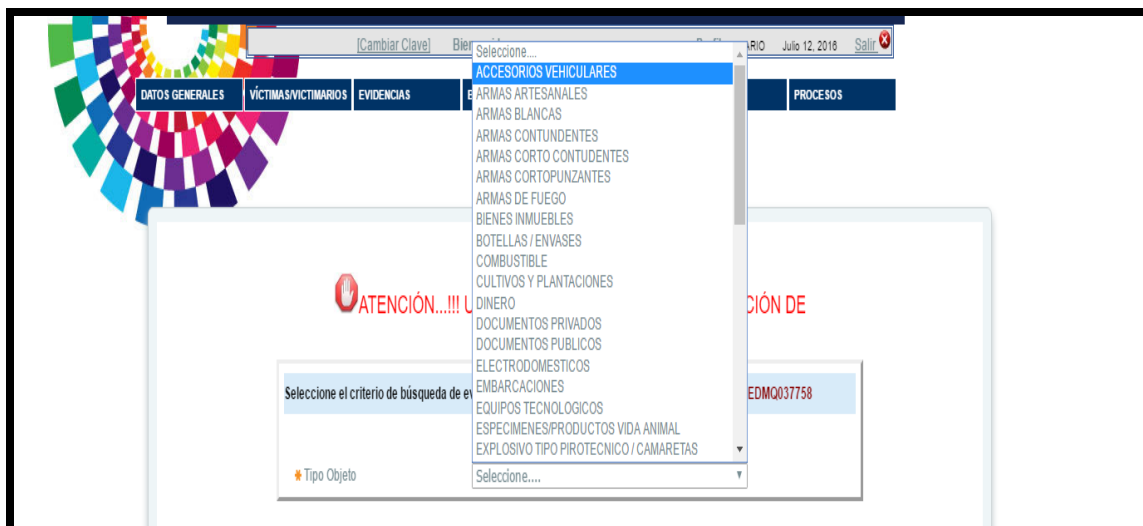 [Cambiar Clave] Bien ARIO Julio 12, 2016 Salir
DATOS GENERALES VÍCTIMAS/VICTIMARIOS EVIDENCIAS E PROCESOS
Seleccione....
ACCESORIOS VEHICULARES
ARMAS ARTESANALES
ARMAS BLANCAS
ARMAS CONTUNDENTES
ARMAS CORTO CONTUDENTES
ARMAS CORTOPUNZANTES
ARMAS DE FUEGO
BIENES INMUEBLES
BOTELLAS / ENVASES
COMBUSTIBLE
CULTIVOS Y PLANTACIONES
DINERO
DOCUMENTOS PRIVADOS
DOCUMENTOS PUBLICOS
ELECTRODOMESTICOS
EMBARCACIONES
EQUIPOS TECNOLOGICOS
ESPECIMENES/PRODUCTOS VIDA ANIMAL
EXPLOSIVO TIPO PIROTECNICO / CAMARETAS
ATENCIÓN...!!! U CIÓN DE
Seleccione el criterio de búsqueda de ev EDMQ037758
* Tipo Objeto Seleccione....